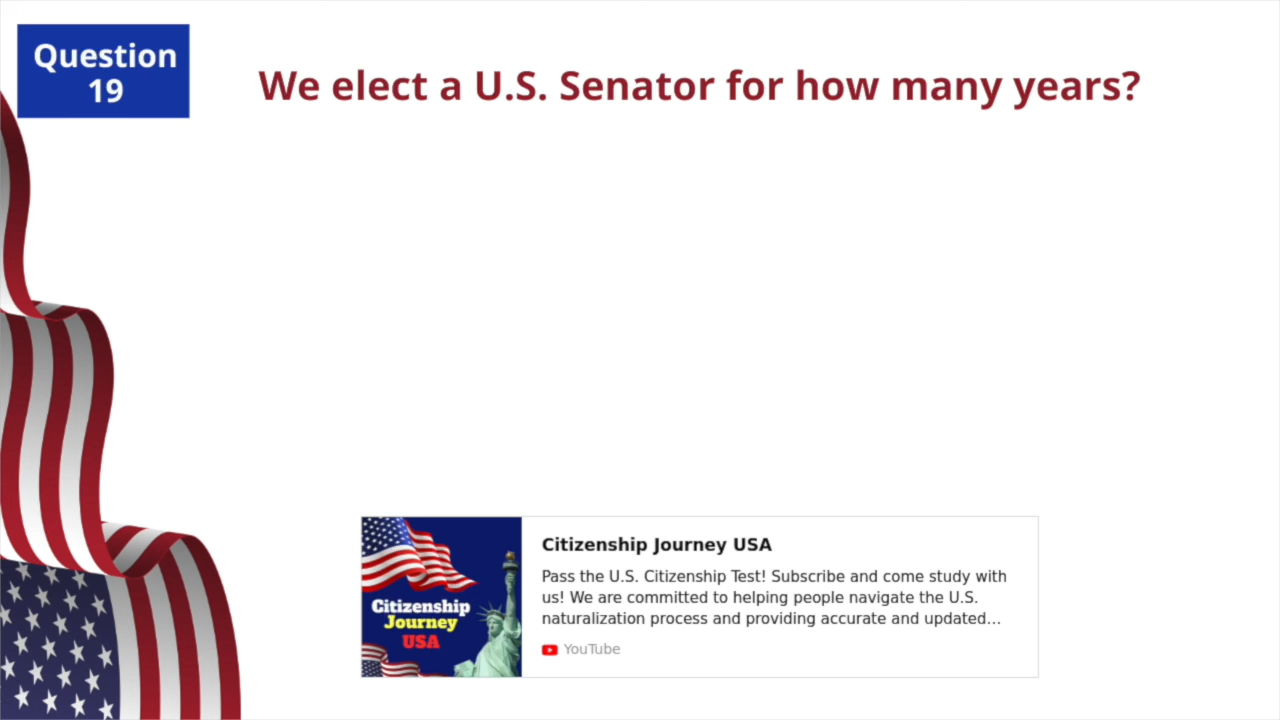 Question
19
We elect a U.S. Senator for how many years?
Citizenship
Journey
USA
Citizenship Journey USA
Pass the U.S. Citizenship Test! Subscribe and come study with
us! We are committed to helping people navigate the U.S.
naturalization process and providing accurate and updated...
YouTube